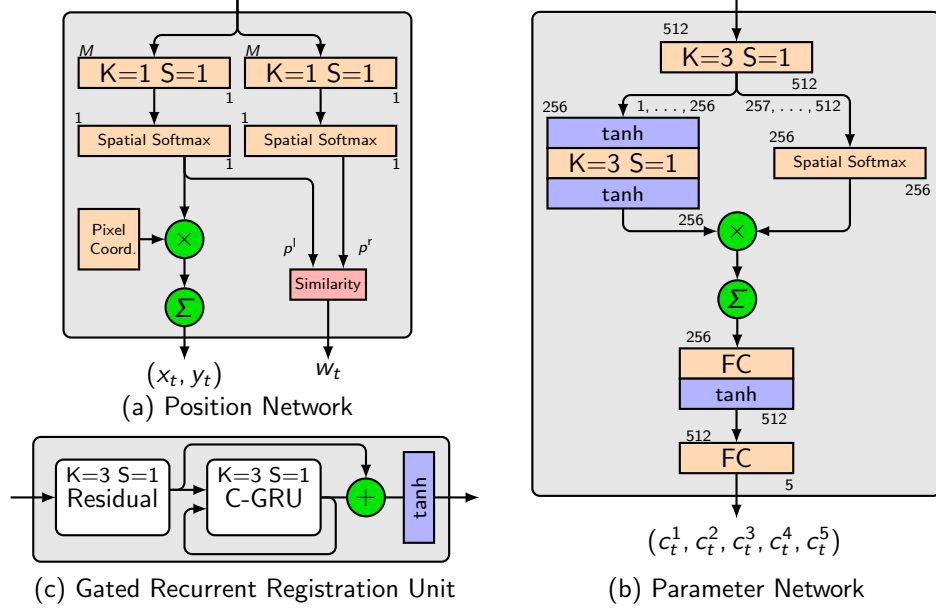 M
M
K=1 S=1
K=1 S=1
1
1
1
1
Spatial Softmax
Spatial Softmax
1
1
Pixel
Coord.
×
p^l
p^r
Similarity
Σ
(x_t, y_t)
w_t
(a) Position Network
K=3 S=1
Residual
K=3 S=1
C-GRU
+
tanh
(c) Gated Recurrent Registration Unit
512
K=3 S=1
512
1, . . . , 256
257, . . . , 512
256
tanh
K=3 S=1
tanh
256
256
Spatial Softmax
256
×
Σ
256
FC
tanh
512
512
FC
5
(c_t^1, c_t^2, c_t^3, c_t^4, c_t^5)
(b) Parameter Network